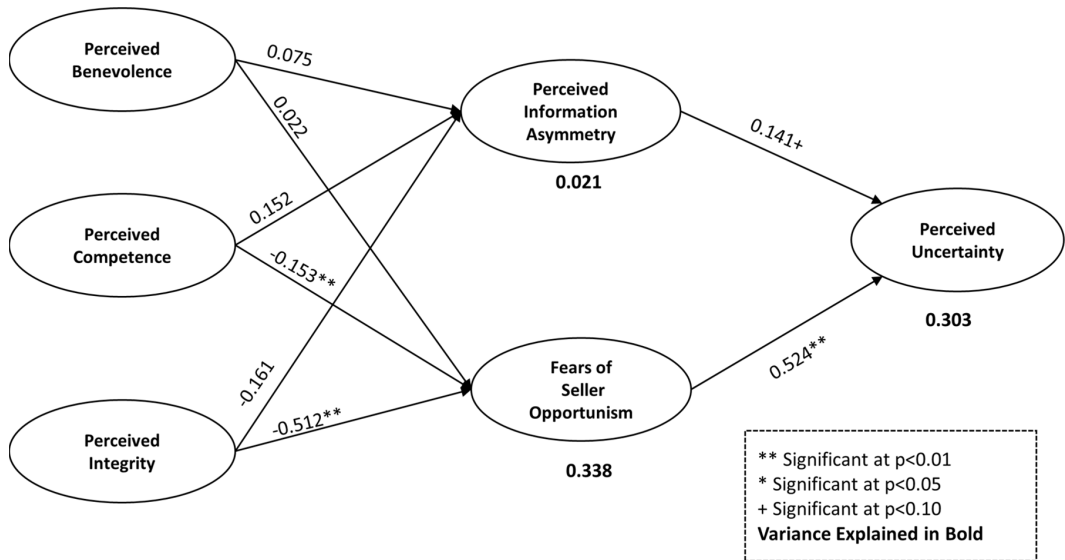 Perceived
Benevolence
0.075
0.022
Perceived
Information
Asymmetry
0.021
0.141+
Perceived
Competence
0.152
-0.153**
Perceived
Uncertainty
0.303
Perceived
Integrity
-0.161
-0.512**
Fears of
Seller
Opportunism
0.338
0.524**
** Significant at p<0.01
* Significant at p<0.05
+ Significant at p<0.10
Variance Explained in Bold